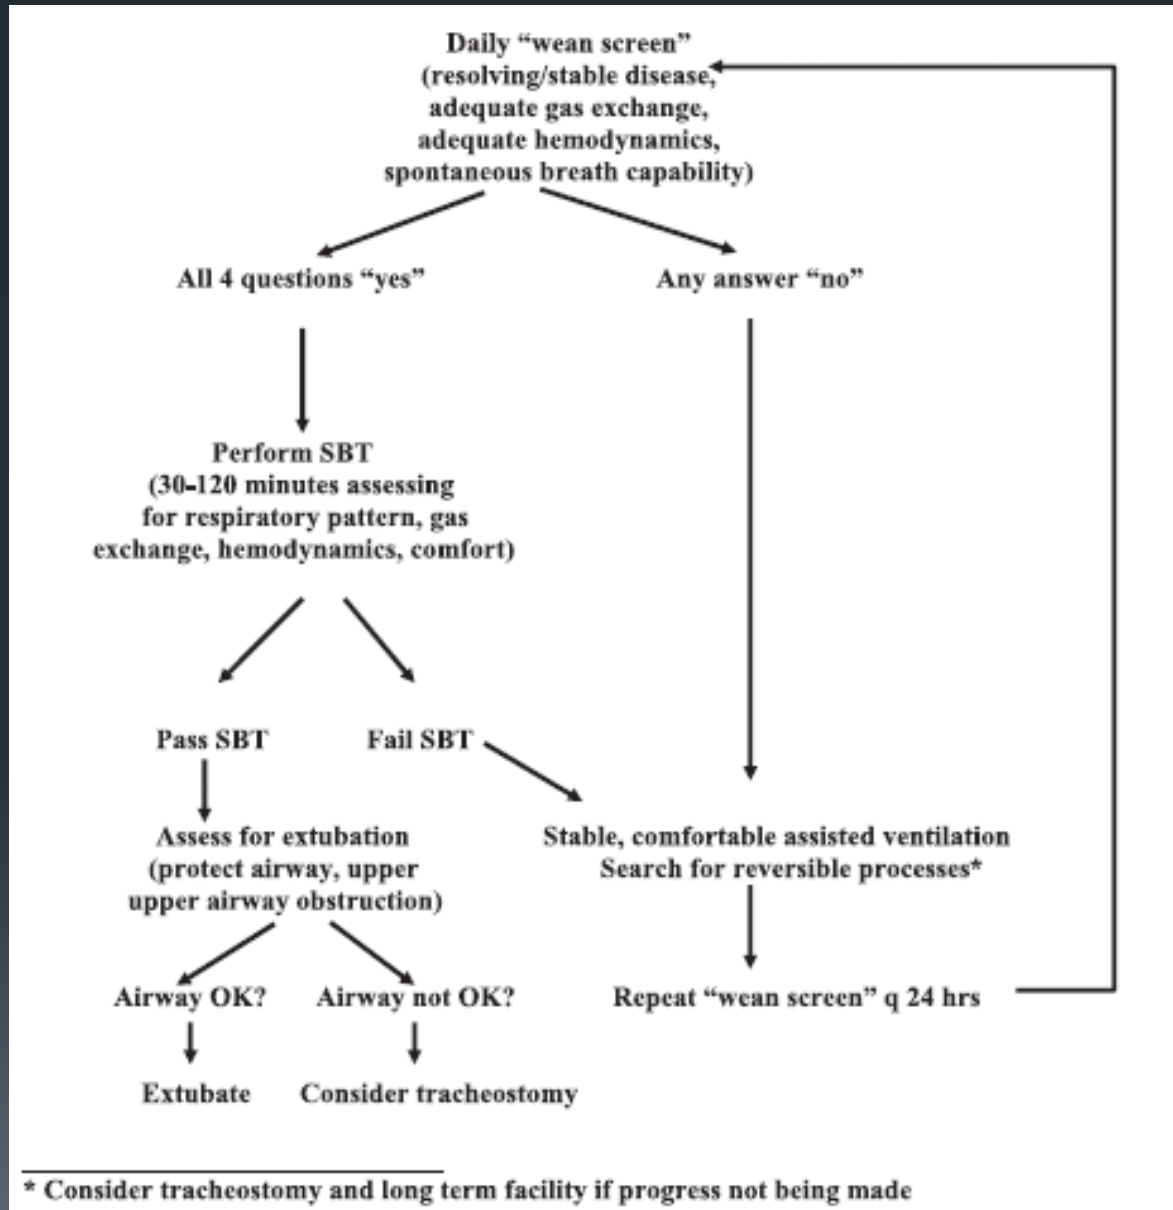 Daily “wean screen”
(resolving/stable disease,
adequate gas exchange,
adequate hemodynamics,
spontaneous breath capability)
All 4 questions “yes”
Any answer “no”
Perform SBT
(30-120 minutes assessing
for respiratory pattern, gas
exchange, hemodynamics, comfort)
Pass SBT
Fail SBT
Assess for extubation
(protect airway, upper
upper airway obstruction)
Stable, comfortable assisted ventilation
Search for reversible processes*
Airway OK?
Airway not OK?
Repeat “wean screen” q 24 hrs
Extubate
Consider tracheostomy
* Consider tracheostomy and long term facility if progress not being made